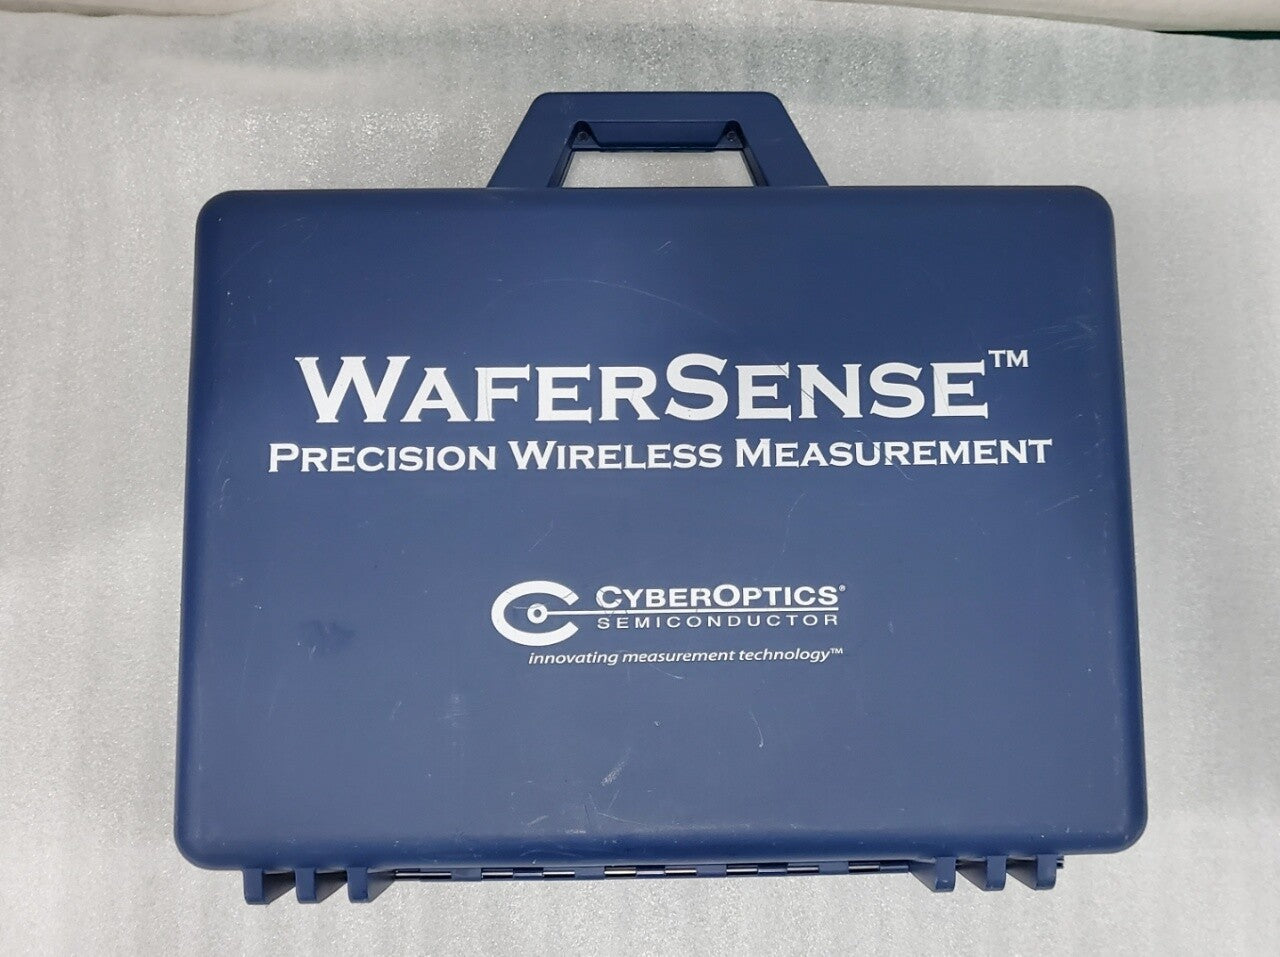 WAFERSENSE™
PRECISION WIRELESS MEASUREMENT
CYBEROPTICS®
SEMICONDUCTOR
innovating measurement technology™